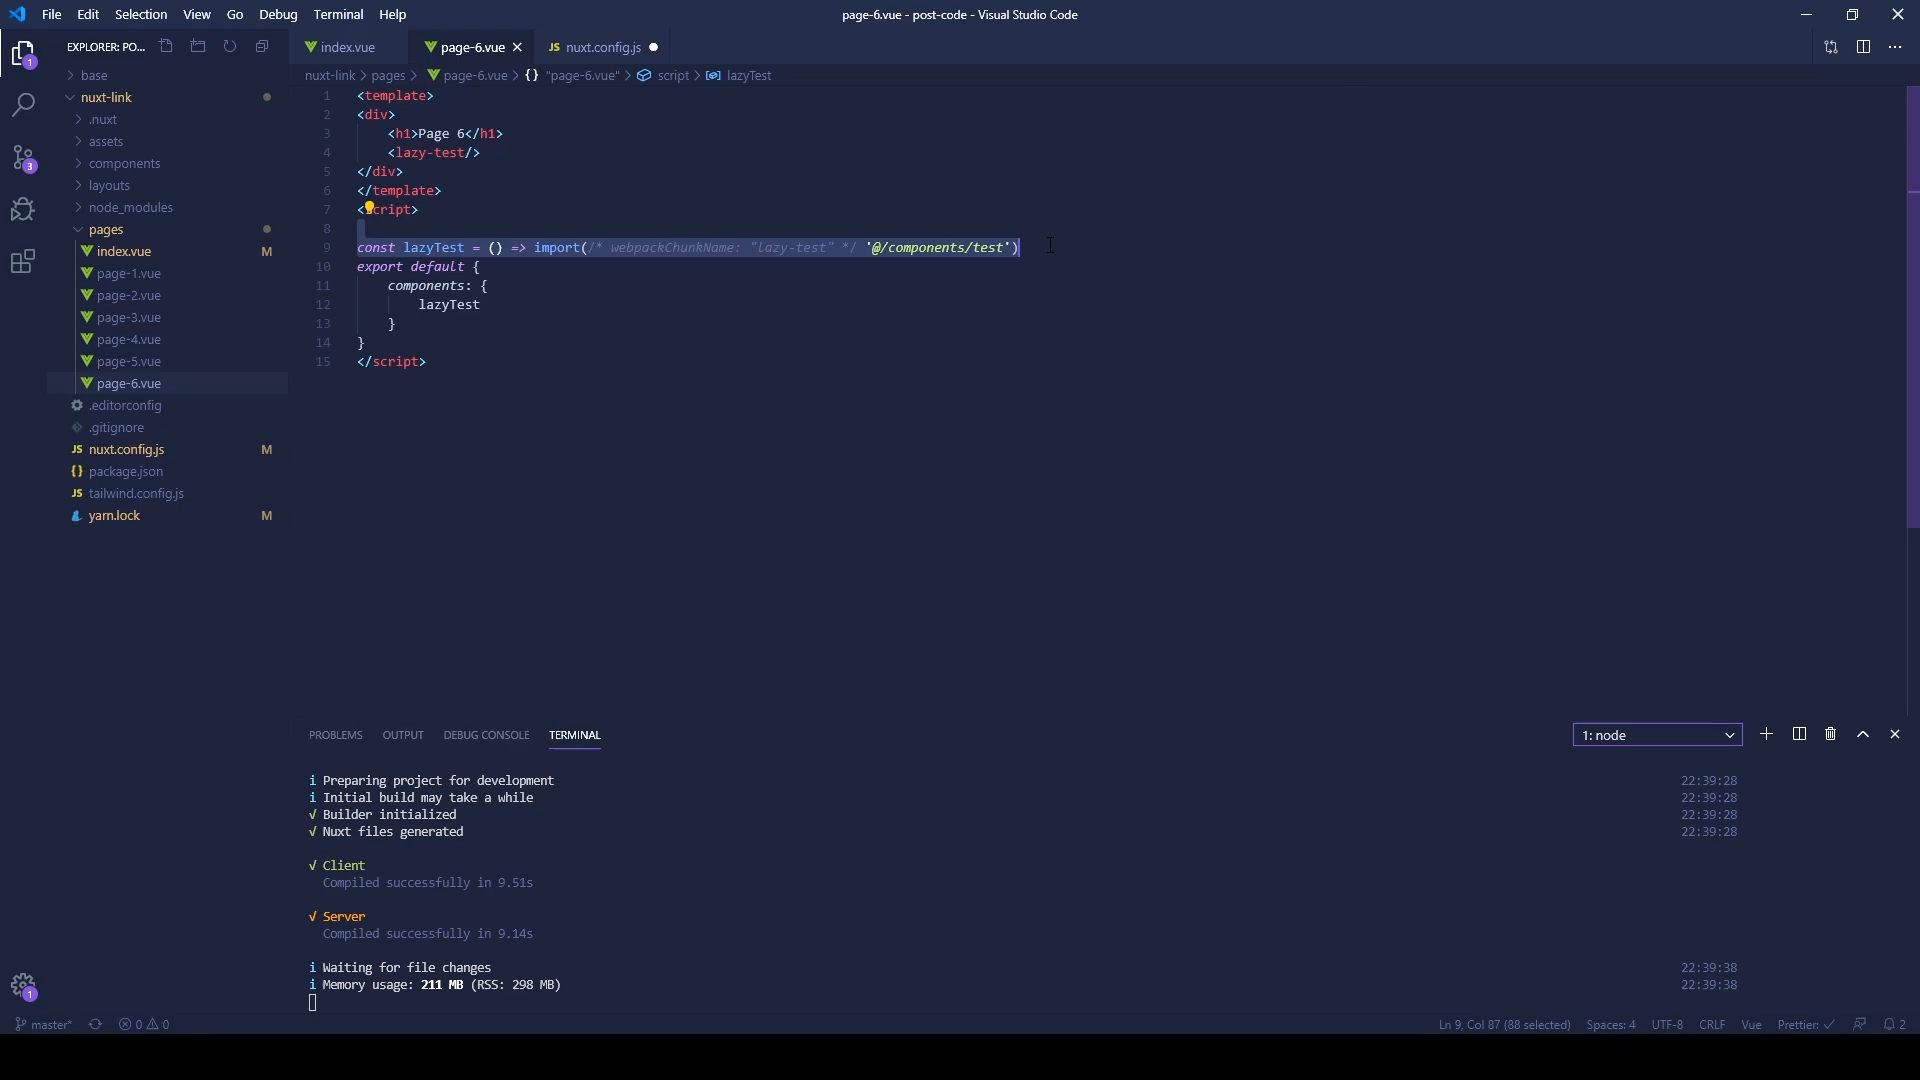 File Edit Selection View Go Debug Terminal Help
page-6.vue - post-code - Visual Studio Code
EXPLORER: PO...
base
nuxt-link
.nuxt
assets
components
layouts
node_modules
pages
index.vue M
page-1.vue
page-2.vue
page-3.vue
page-4.vue
page-5.vue
page-6.vue
.editorconfig
.gitignore
JS nuxt.config.js M
{} package.json
JS tailwind.config.js
yarn.lock M
1
3
1
index.vue page-6.vue JS nuxt.config.js
nuxt-link > pages > page-6.vue > {} "page-6.vue" > script > lazyTest
1 <template>
2 <div>
3 <h1>Page 6</h1>
4 <lazy-test/>
5 </div>
6 </template>
7 <script>
8
9 const lazyTest = () => import(/* webpackChunkName: "lazy-test" */ '@/components/test')
10 export default {
11 components: {
12 lazyTest
13 }
14 }
15 </script>
PROBLEMS OUTPUT DEBUG CONSOLE TERMINAL
1: node
i Preparing project for development 22:39:28
i Initial build may take a while 22:39:28
√ Builder initialized 22:39:28
√ Nuxt files generated 22:39:28
√ Client
Compiled successfully in 9.51s
√ Server
Compiled successfully in 9.14s
i Waiting for file changes 22:39:38
i Memory usage: 211 MB (RSS: 298 MB) 22:39:38
master* 0 0 Ln 9, Col 87 (88 selected) Spaces: 4 UTF-8 CRLF Vue Prettier: ✓ 2